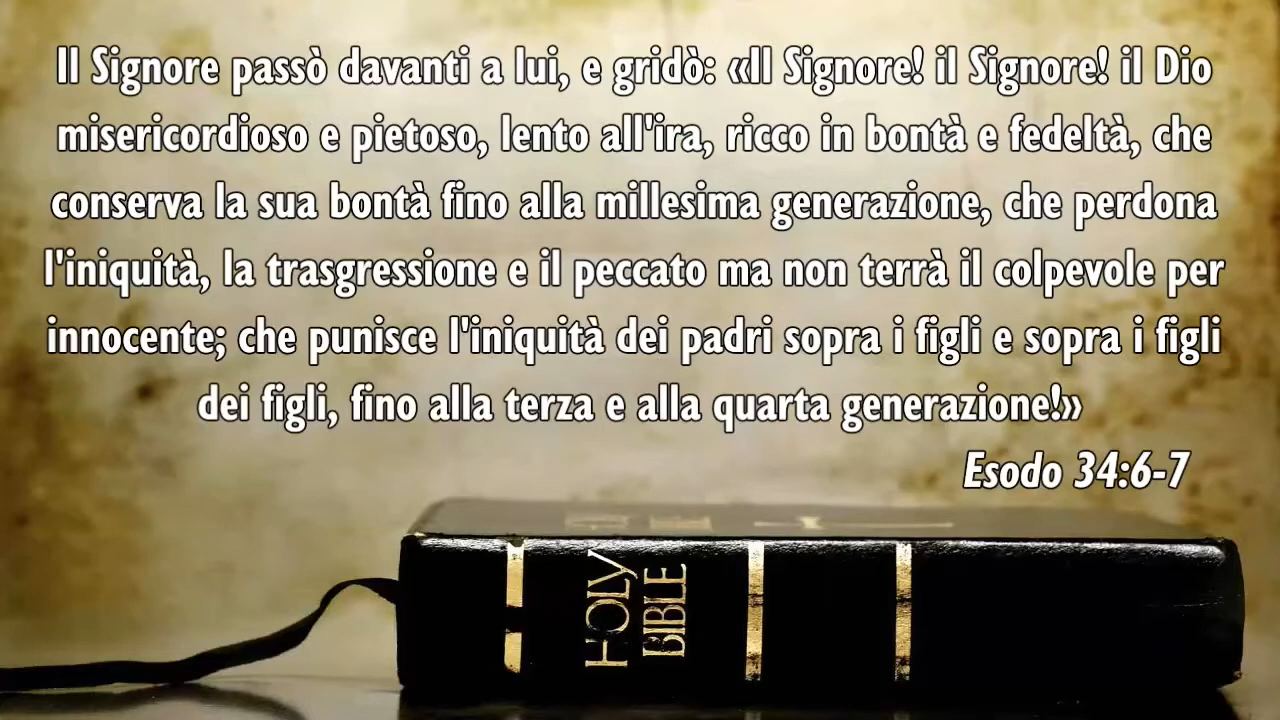 Il Signore passò davanti a lui, e gridò: «Il Signore! il Signore! il Dio
misericordioso e pietoso, lento all'ira, ricco in bontà e fedeltà, che
conserva la sua bontà fino alla millesima generazione, che perdona
l'iniquità, la trasgressione e il peccato ma non terrà il colpevole per
innocente; che punisce l'iniquità dei padri sopra i figli e sopra i figli
dei figli, fino alla terza e alla quarta generazione!»
Esodo 34:6-7
HOLY
BIBLE